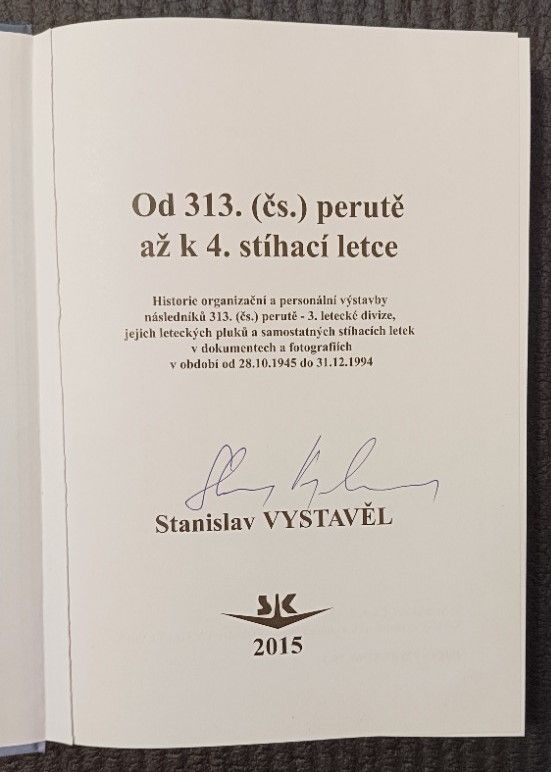 Od 313. (čs.) perutě
až k 4. stíhací letce
Historie organizační a personální výstavby
následníků 313. (čs.) perutě - 3. letecké divize,
jejich leteckých pluků a samostatných stíhacích letek
v dokumentech a fotografiích
v období od 28.10.1945 do 31.12.1994
Stanislav VYSTAVĚL
2015